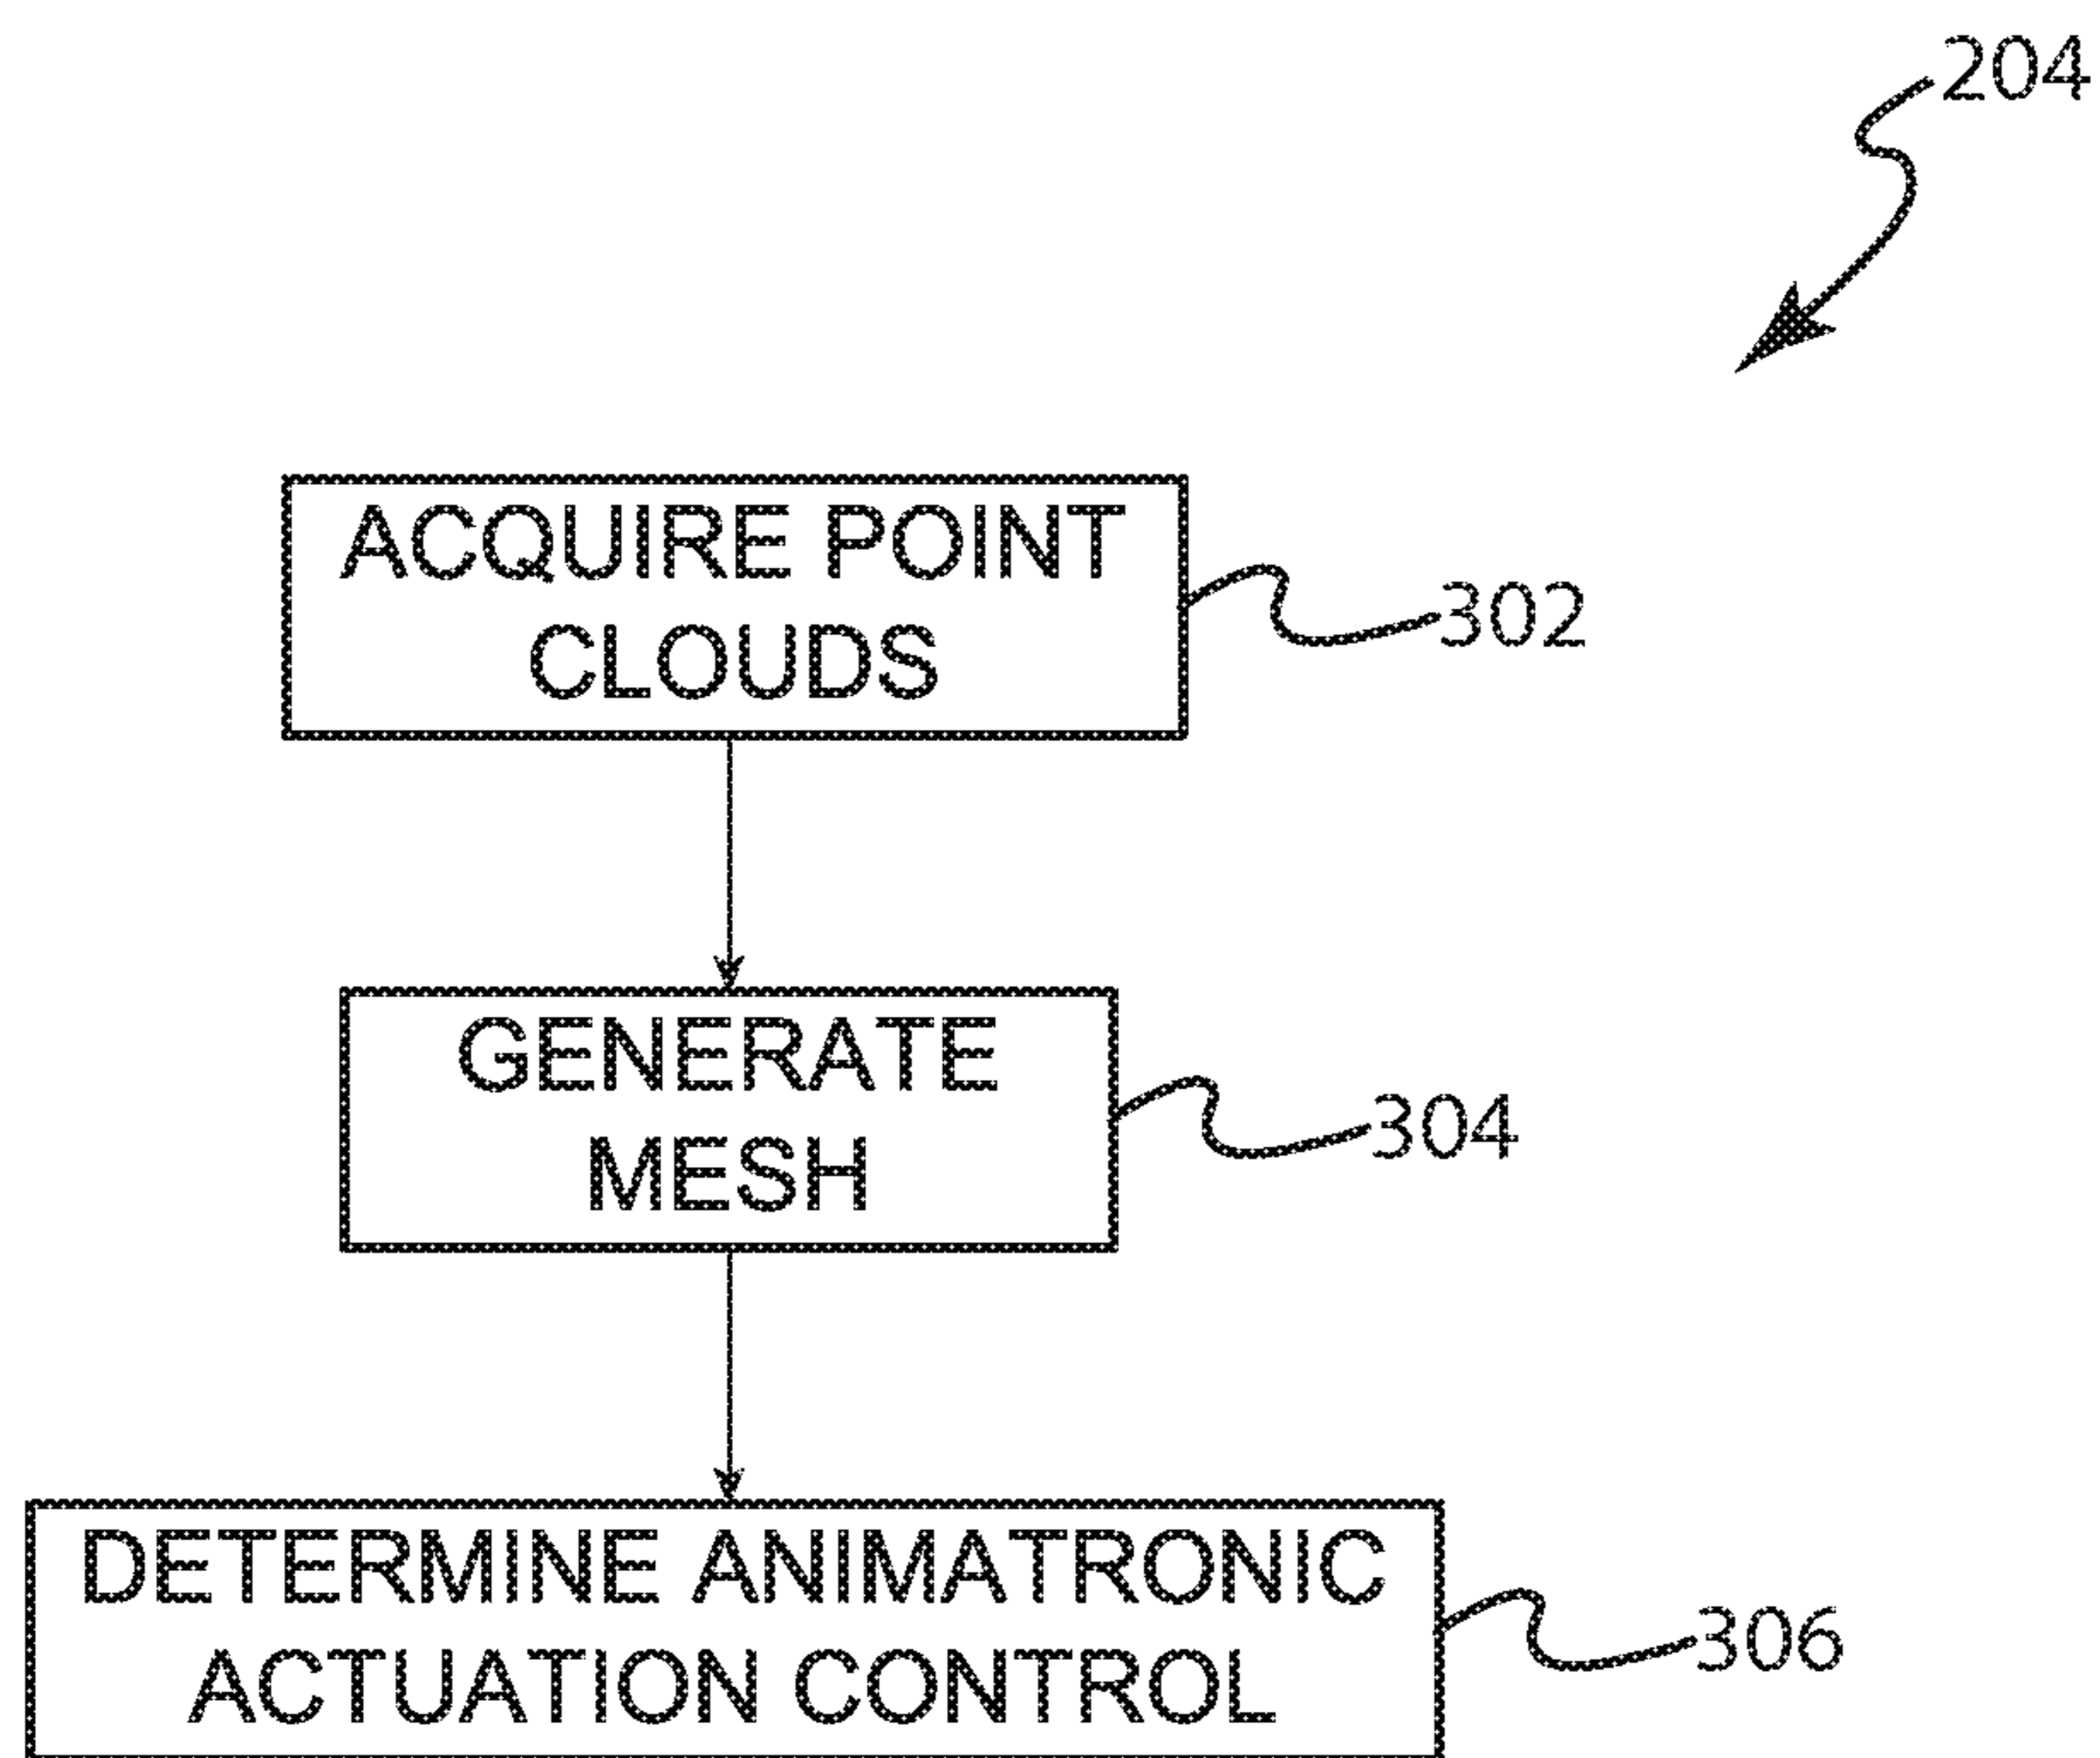 204
ACQUIRE POINT
CLOUDS
302
GENERATE
MESH
304
DETERMINE ANIMATRONIC
ACTUATION CONTROL
306